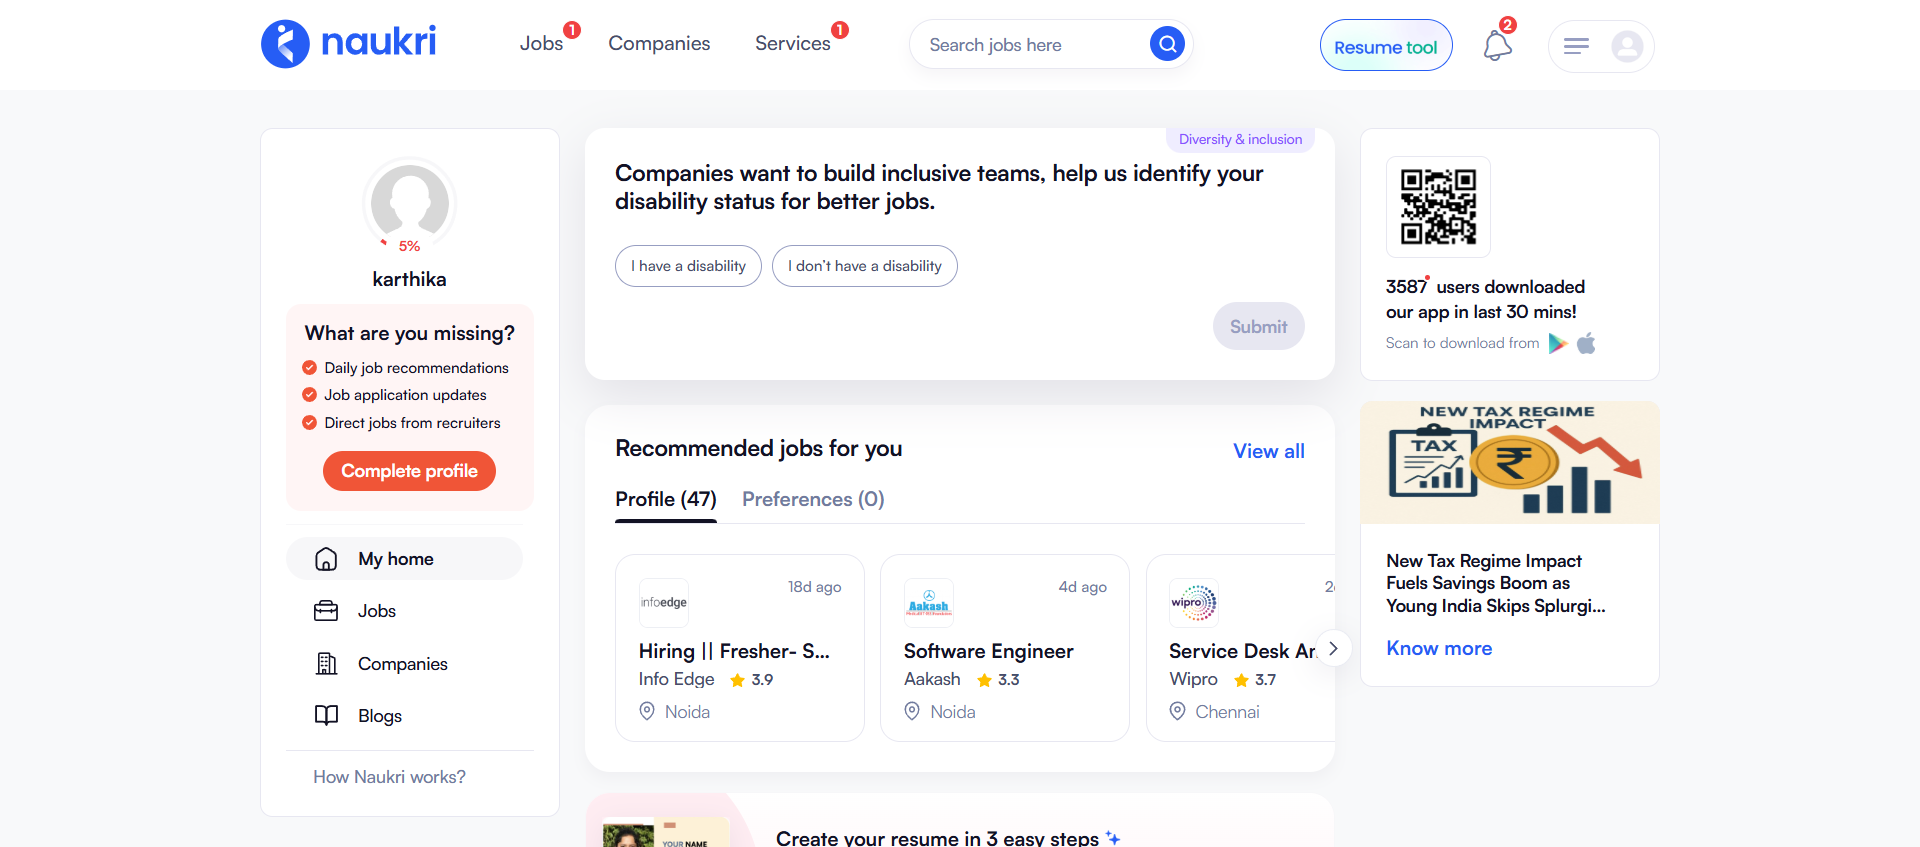 naukri
Jobs 1
Companies
Services 1
Search jobs here
Resume tool
2
5%
karthika
What are you missing?
Daily job recommendations
Job application updates
Direct jobs from recruiters
Complete profile
My home
Jobs
Companies
Blogs
How Naukri works?
Diversity & inclusion
Companies want to build inclusive teams, help us identify your
disability status for better jobs.
I have a disability
I don't have a disability
Submit
Recommended jobs for you
View all
Profile (47)
Preferences (0)
infoedge
18d ago
Hiring || Fresher- S...
Info Edge 3.9
Noida
Aakash
4d ago
Software Engineer
Aakash 3.3
Noida
wipro
Service Desk
Wipro 3.7
Chennai
Create your resume in 3 easy steps
YOUR NAME
3587 users downloaded
our app in last 30 mins!
Scan to download from
NEW TAX REGIME
IMPACT
TAX
₹
New Tax Regime Impact
Fuels Savings Boom as
Young India Skips Splurgi...
Know more